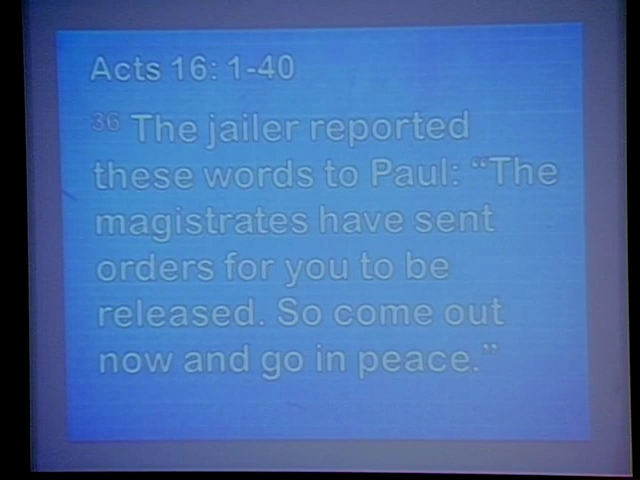 Acts 16: 1-40
36 The jailer reported
these words to Paul: “The
magistrates have sent
orders for you to be
released. So come out
now and go in peace.”